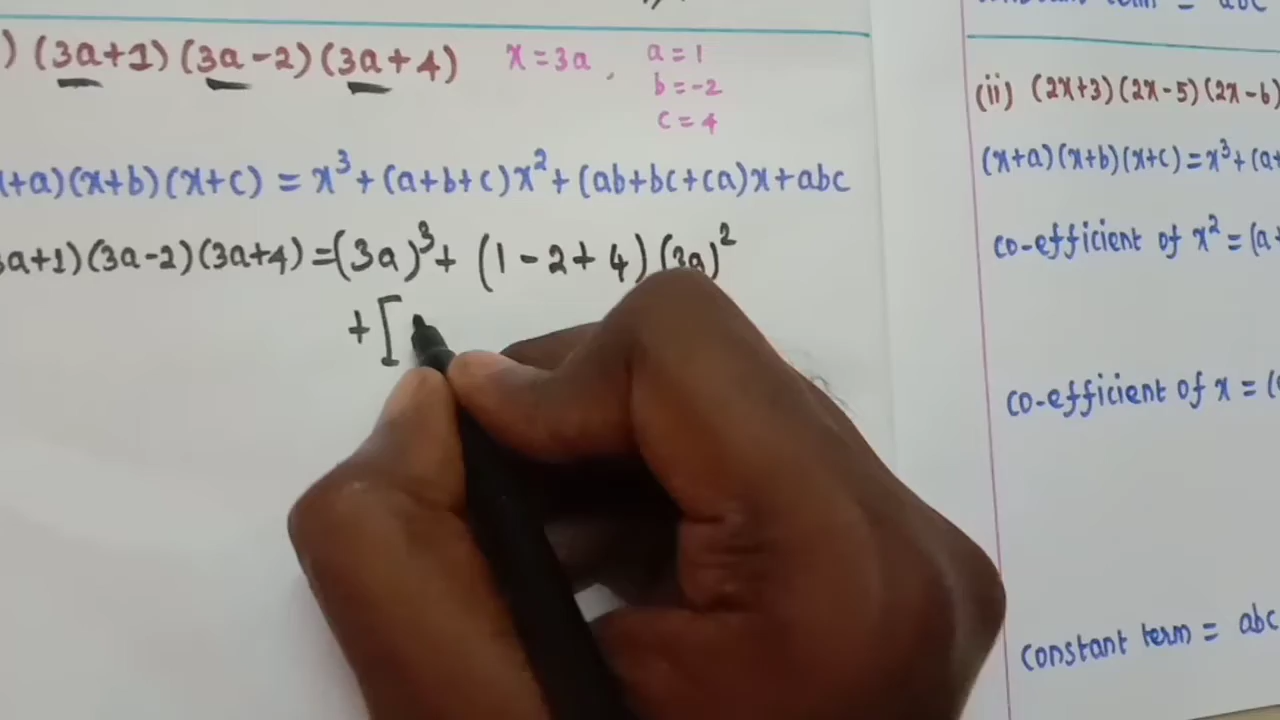 ) (3a+1) (3a-2) (3a+4) x = 3a , a = 1
b = -2
c = 4
+a) (x+b) (x+c) = x³ + (a+b+c) x² + (ab+bc+ca) x + abc
a+1) (3a-2) (3a+4) = (3a)³ + (1-2+4) (3a)²
+ [
(ii) (2x+3) (2x-5) (2x-6)
(x+a) (x+b) (x+c) = x³ + (a+
co-efficient of x² = (a+
co-efficient of x = (
constant term = abc